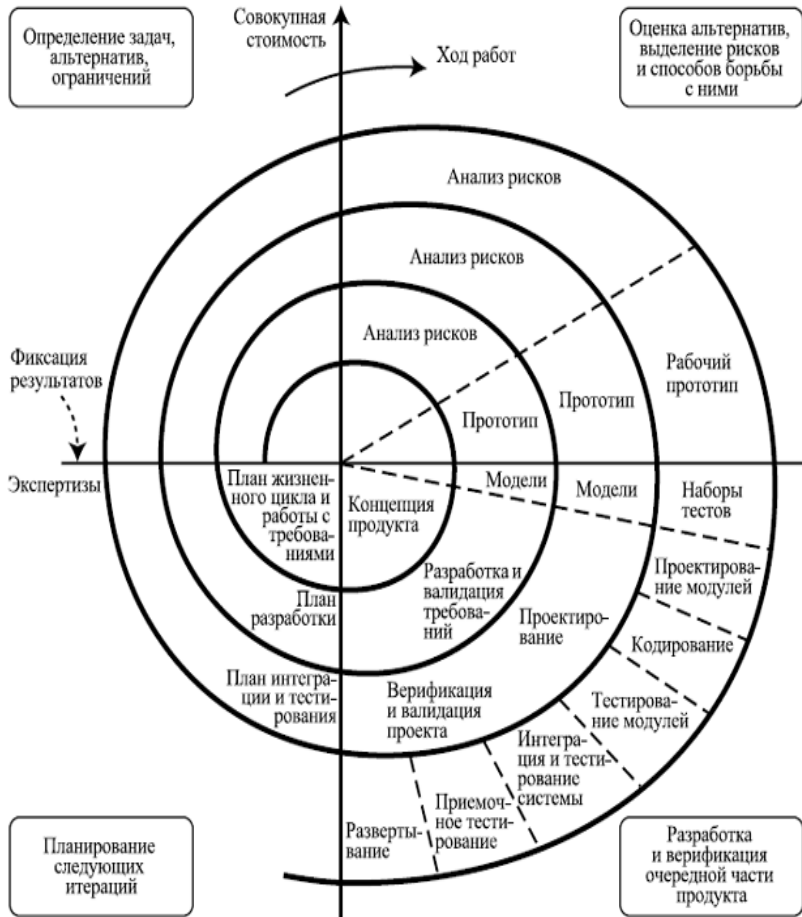 Определение задач,
альтернатив,
ограничений
Совокупная
стоимость
Ход работ
Оценка альтернатив,
выделение рисков
и способов борьбы
с ними
Анализ рисков
Анализ рисков
Анализ рисков
Фиксация
результатов
Рабочий
прототип
Прототип
Прототип
Экспертизы
План жизнен-
ного цикла и
работы с
требова-
ниями
Концепция
продукта
Модели
Модели
Наборы
тестов
План
разработки
Разработка и
валидация
требова-
ний
Проектиро-
вание
Проектирова-
ние модулей
Кодирование
План интегра-
ции и тести-
рования
Верификация
и валидация
проекта
Тестирова-
ние модулей
Интегра-
ция и тести-
рование
системы
Приемоч-
ное тести-
рование
Разверты-
вание
Планирование
следующих
итераций
Разработка
и верификация
очередной части
продукта